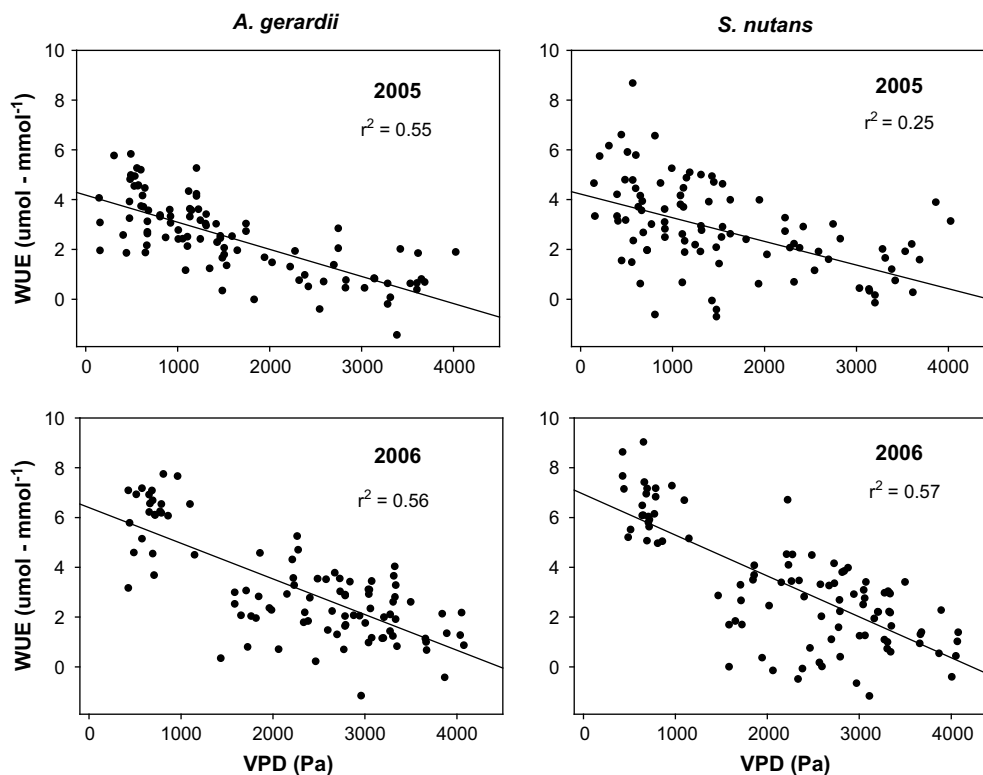 A. gerardii
S. nutans
WUE (umol - mmol-1)
10
8
6
4
2
0
2005
r2 = 0.55
0 1000 2000 3000 4000
10
8
6
4
2
0
2005
r2 = 0.25
0 1000 2000 3000 4000
WUE (umol - mmol-1)
10
8
6
4
2
0
2006
r2 = 0.56
0 1000 2000 3000 4000
VPD (Pa)
10
8
6
4
2
0
2006
r2 = 0.57
0 1000 2000 3000 4000
VPD (Pa)